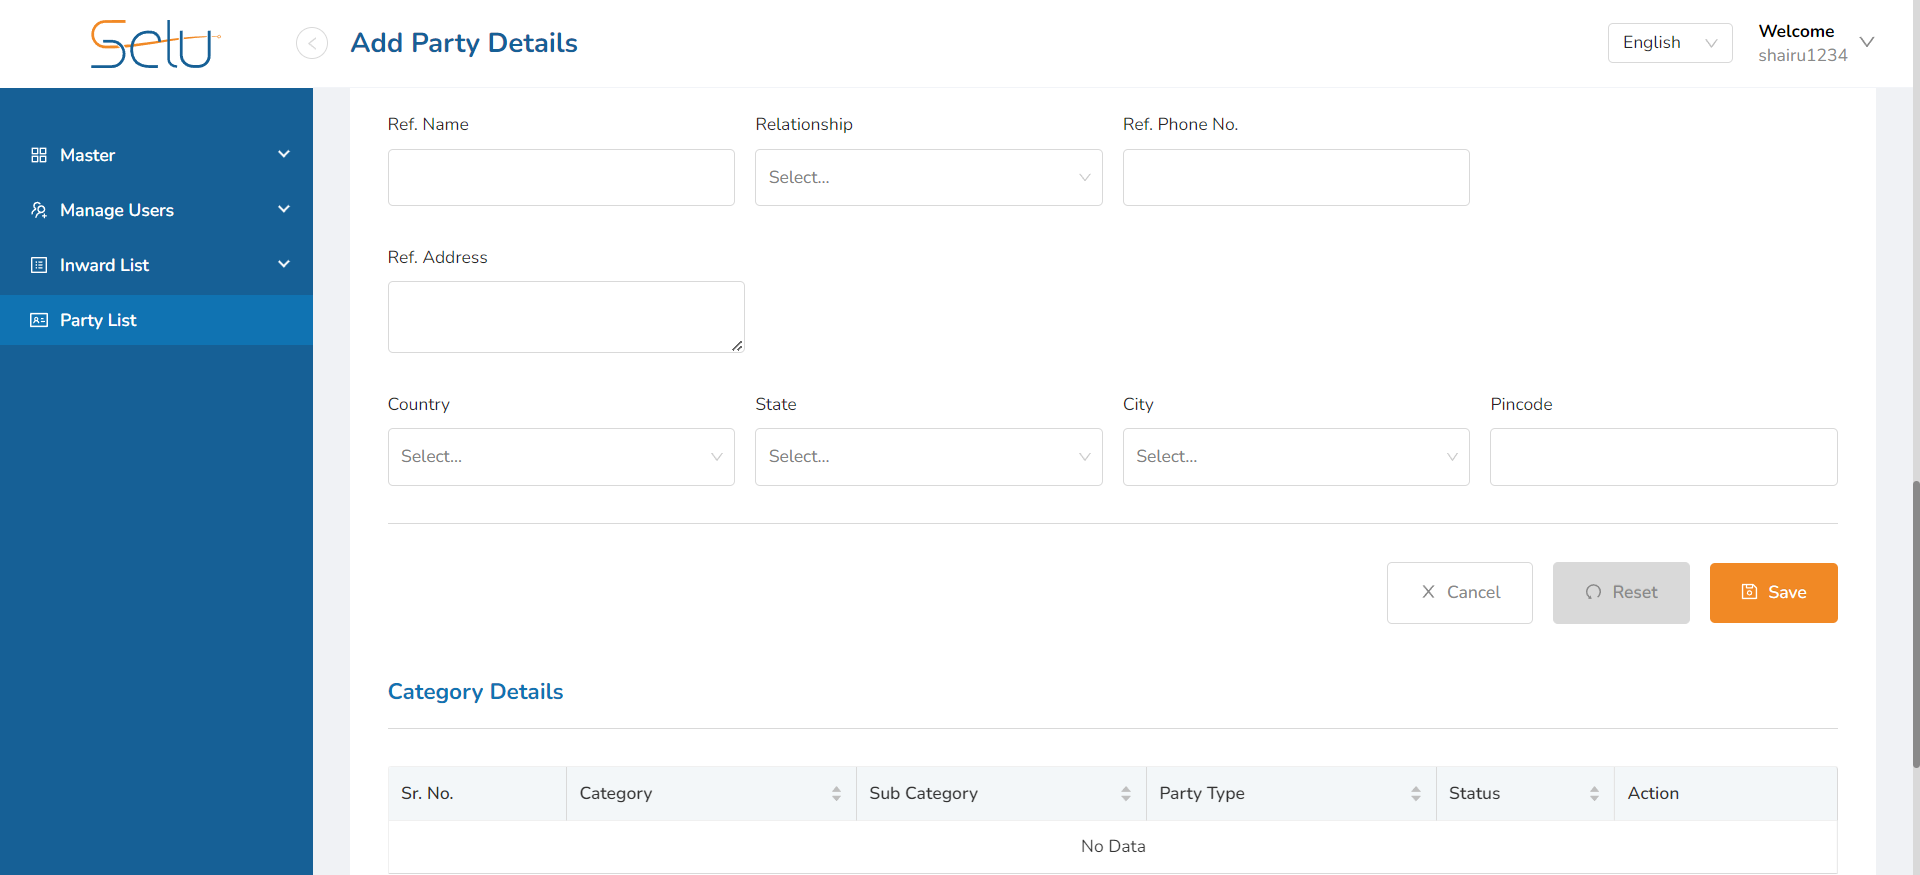 Setu
Add Party Details
English
Welcome
shairu1234
Master
Manage Users
Inward List
Party List
Ref. Name
Relationship
Ref. Phone No.
Select...
Ref. Address
Country
State
City
Pincode
Select...
Select...
Select...
Cancel
Reset
Save
Category Details
Sr. No.
Category
Sub Category
Party Type
Status
Action
No Data